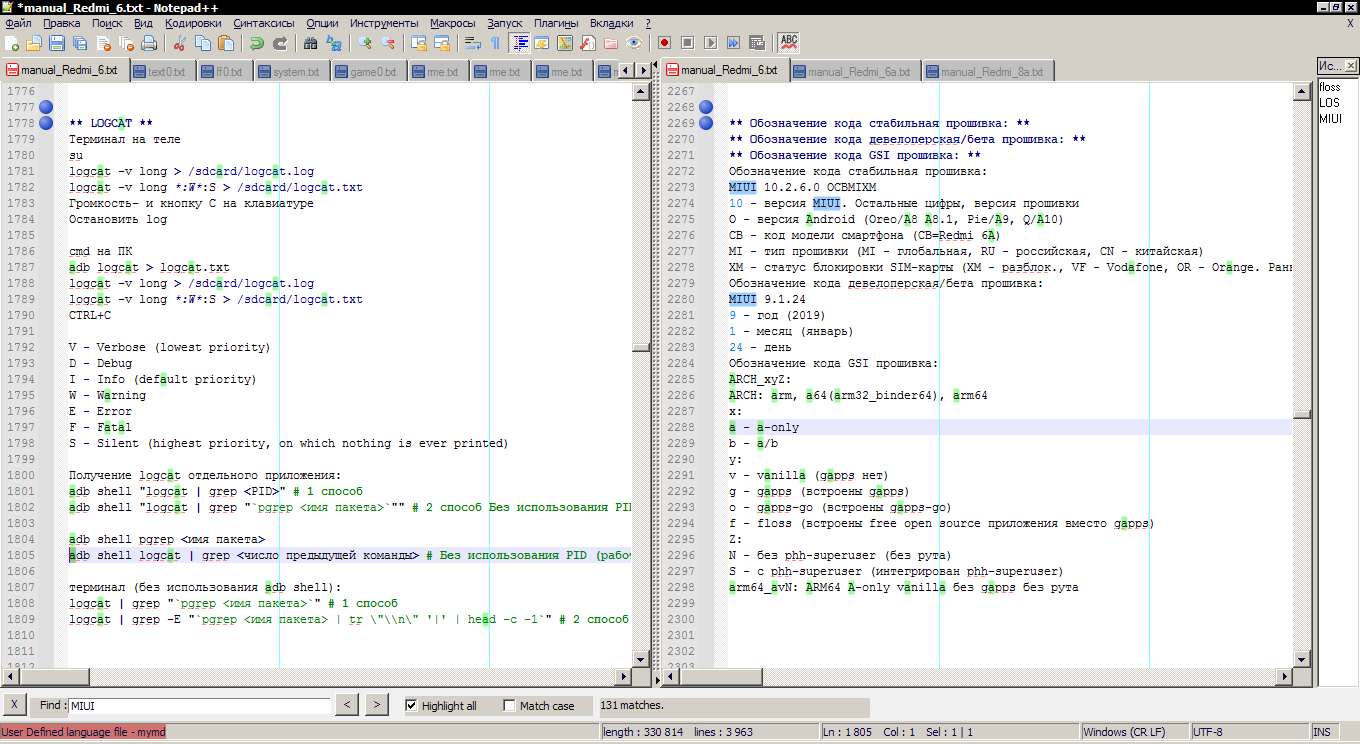 *manual_Redmi_6.txt - Notepad++
Файл Правка Поиск Вид Кодировки Синтаксисы Опции Инструменты Макросы Запуск Плагины Вкладки ? X
manual_Redmi_6.txt text0.txt ff0.txt system.txt game0.txt me.txt me.txt me.txt
1776
1777
1778 ** LOGCAT **
1779 Терминал на теле
1780 su
1781 logcat -v long > /sdcard/logcat.log
1782 logcat -v long *:W*:S > /sdcard/logcat.txt
1783 Громкость- и кнопку C на клавиатуре
1784 Остановить log
1785
1786 cmd на ПК
1787 adb logcat > logcat.txt
1788 logcat -v long > /sdcard/logcat.log
1789 logcat -v long *:W*:S > /sdcard/logcat.txt
1790 CTRL+C
1791
1792 V - Verbose (lowest priority)
1793 D - Debug
1794 I - Info (default priority)
1795 W - Warning
1796 E - Error
1797 F - Fatal
1798 S - Silent (highest priority, on which nothing is ever printed)
1799
1800 Получение logcat отдельного приложения:
1801 adb shell "logcat | grep <PID>" # 1 способ
1802 adb shell "logcat | grep "`pgrep <имя пакета>`"" # 2 способ Без использования PI
1803
1804 adb shell pgrep <имя пакета>
1805 adb shell logcat | grep <число предыдущей команды> # Без использования PID (рабоч
1806
1807 терминал (без использования adb shell):
1808 logcat | grep "`pgrep <имя пакета>`" # 1 способ
1809 logcat | grep -E "`pgrep <имя пакета> | tr \"\\n\" '|' | head -c -1`" # 2 способ
1810
1811
1812
manual_Redmi_6.txt manual_Redmi_6a.txt manual_Redmi_8a.txt
2267
2268
2269 ** Обозначение кода стабильная прошивка: **
2270 ** Обозначение кода девелоперская/бета прошивка: **
2271 ** Обозначение кода GSI прошивка: **
2272 Обозначение кода стабильная прошивка:
2273 MIUI 10.2.6.0 OCBMIXM
2274 10 - версия MIUI. Остальные цифры, версия прошивки
2275 O - версия Android (Oreo/A8 A8.1, Pie/A9, Q/A10)
2276 CB - код модели смартфона (CB=Redmi 6A)
2277 MI - тип прошивки (MI - глобальная, RU - российская, CN - китайская)
2278 XM - статус блокировки SIM-карты (XM - разблок., VF - Vodafone, OR - Orange. Ран
2279 Обозначение кода девелоперская/бета прошивка:
2280 MIUI 9.1.24
2281 9 - год (2019)
2282 1 - месяц (январь)
2283 24 - день
2284 Обозначение кода GSI прошивка:
2285 ARCH_xyZ:
2286 ARCH: arm, a64(arm32_binder64), arm64
2287 x:
2288 a - a-only
2289 b - a/b
2290 y:
2291 v - vanilla (gapps нет)
2292 g - gapps (встроены gapps)
2293 o - gapps-go (встроены gapps-go)
2294 f - floss (встроены free open source приложения вместо gapps)
2295 Z:
2296 N - без phh-superuser (без рута)
2297 S - с phh-superuser (интегрирован phh-superuser)
2298 arm64_avN: ARM64 A-only vanilla без gapps без рута
2299
2300
2301
2302
2303
Ис...
floss
LOS
MIUI
X Find : MIUI < > Highlight all Match case 131 matches.
User Defined language file - mymd length : 330 814 lines : 3 963 Ln : 1 805 Col : 1 Sel : 1 | 1 Windows (CR LF) UTF-8 INS